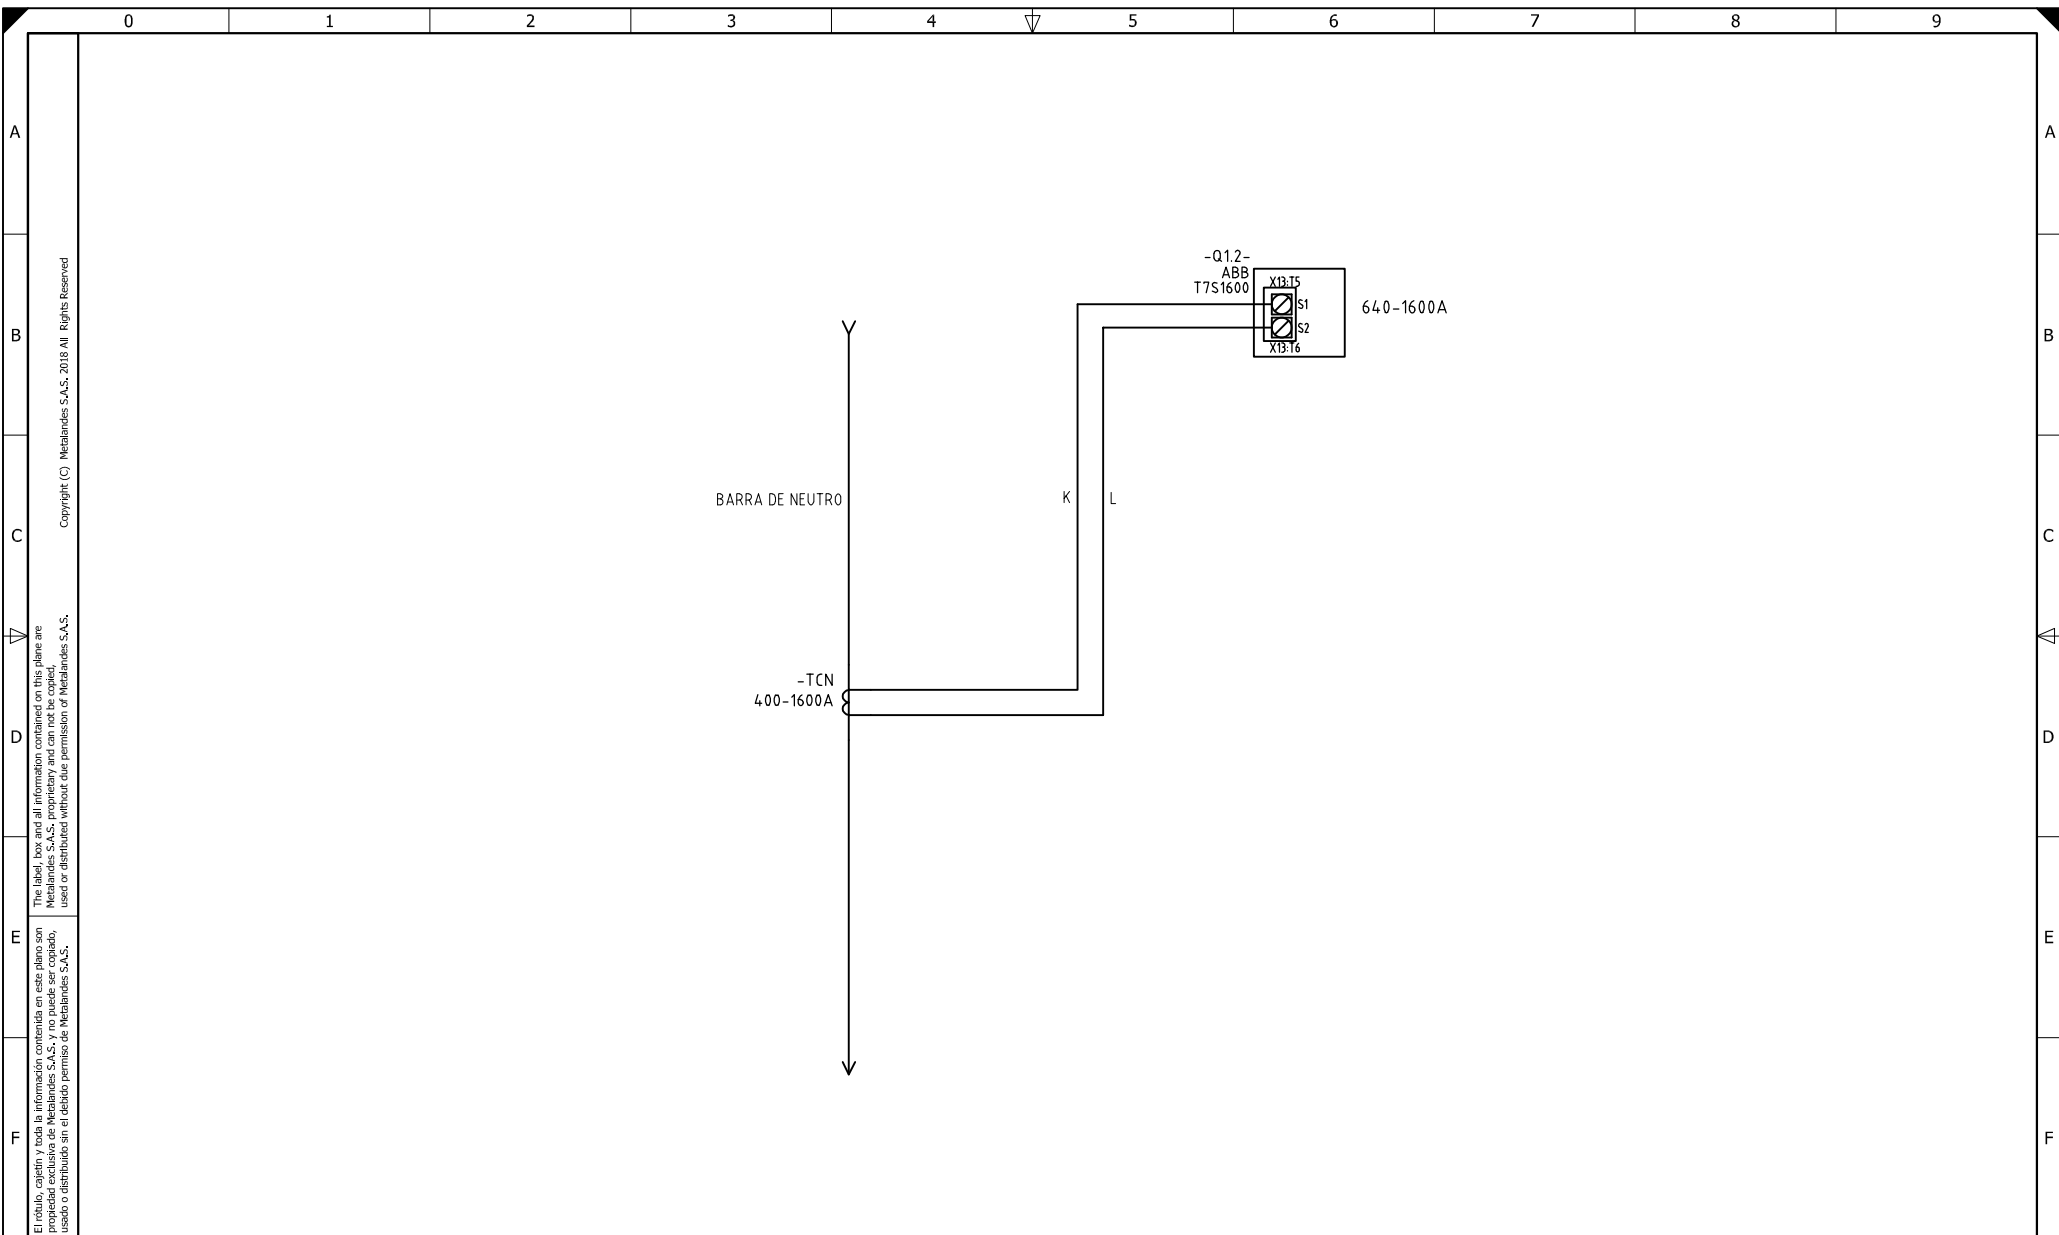 0 1 2 3 4 5 6 7 8 9
A A
B B
C C
D D
E E
F F
-Q1.2-
ABB
T7S1600
X13:T5
S1
S2
X13:T6
640-1600A
BARRA DE NEUTRO
K L
-TCN
400-1600A
Copyright (C) Metalandes S.A.S. 2018 All Rights Reserved
The label, box and all information contained on this plane are
Metalandes S.A.S. proprietary and can not be copied,
used or distributed without due permission of Metalandes S.A.S.
El rótulo, cajetín y toda la información contenida en este plano son
propiedad exclusiva de Metalandes S.A.S. y no puede ser copiado,
usado o distribuido sin el debido permiso de Metalandes S.A.S.